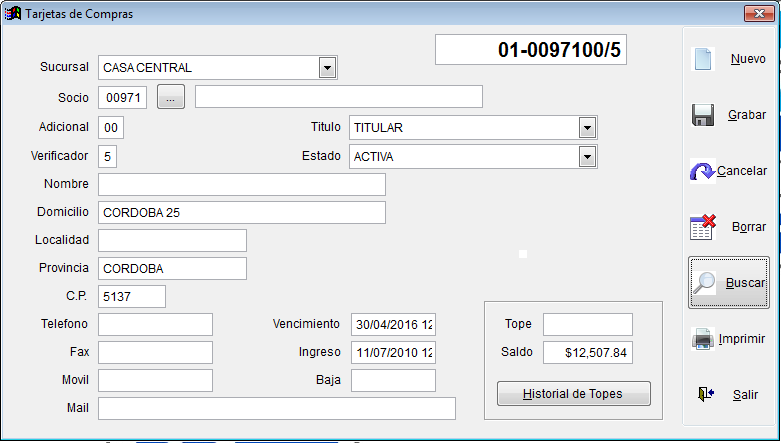 Tarjetas de Compras
01-0097100/5
Sucursal CASA CENTRAL
Socio 00971 ...
Adicional 00 Titulo TITULAR
Verificador 5 Estado ACTIVA
Nombre
Domicilio CORDOBA 25
Localidad
Provincia CORDOBA
C.P. 5137
Telefono Vencimiento 30/04/2016 12
Fax Ingreso 11/07/2010 12
Movil Baja
Mail
Tope
Saldo $12,507.84
Historial de Topes
Nuevo
Grabar
Cancelar
Borrar
Buscar
Imprimir
Salir